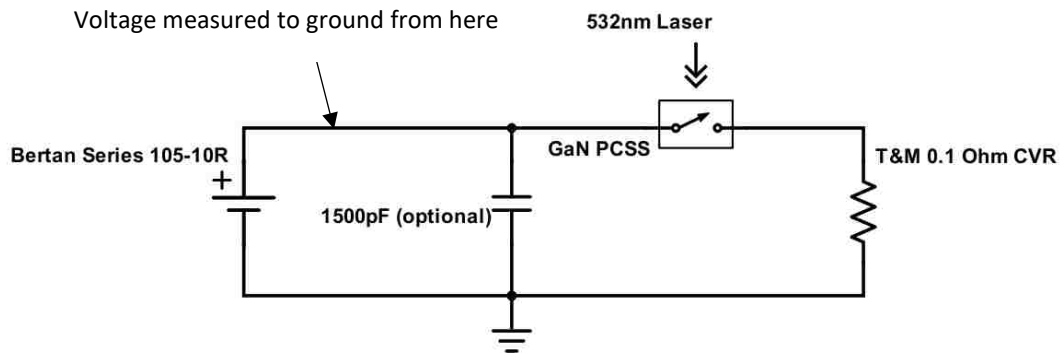 Voltage measured to ground from here
532nm Laser
GaN PCSS
Bertan Series 105-10R
+
T&M 0.1 Ohm CVR
1500pF (optional)